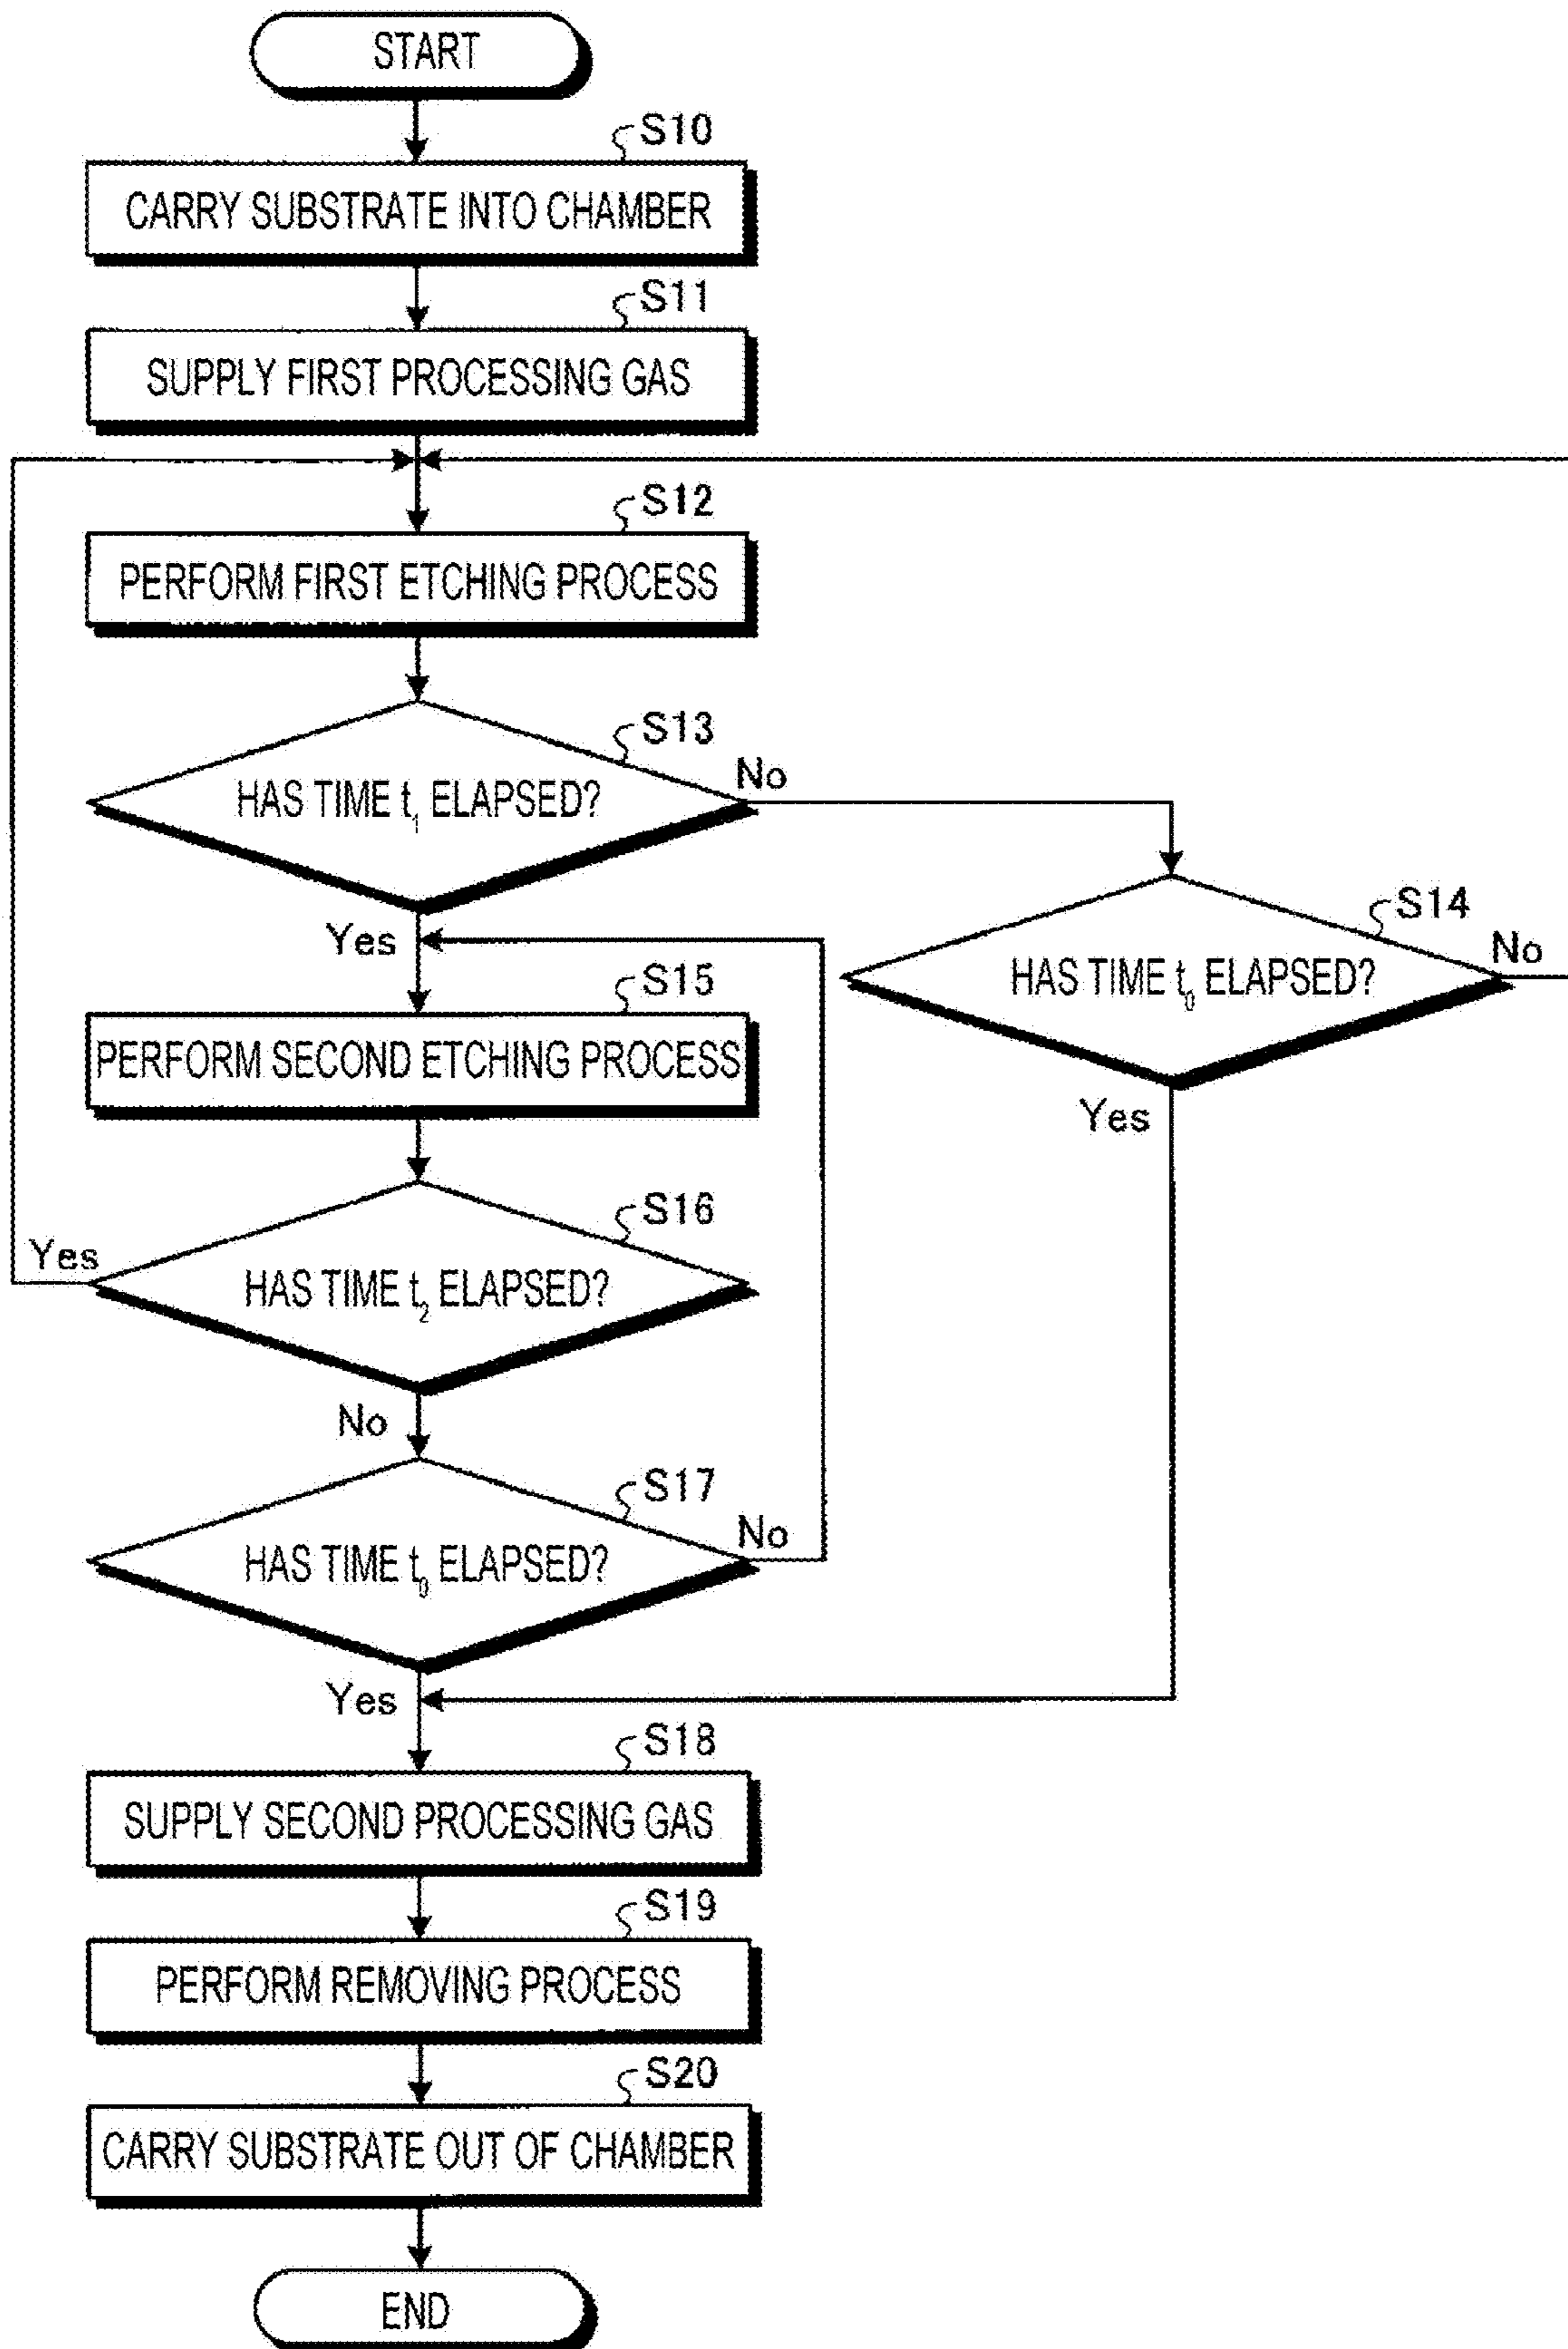 START
S10
CARRY SUBSTRATE INTO CHAMBER
S11
SUPPLY FIRST PROCESSING GAS
S12
PERFORM FIRST ETCHING PROCESS
S13
HAS TIME t₁ ELAPSED?
No
Yes
S14
HAS TIME t₀ ELAPSED?
No
Yes
S15
PERFORM SECOND ETCHING PROCESS
S16
HAS TIME t₂ ELAPSED?
Yes
No
S17
HAS TIME t₀ ELAPSED?
No
Yes
S18
SUPPLY SECOND PROCESSING GAS
S19
PERFORM REMOVING PROCESS
S20
CARRY SUBSTRATE OUT OF CHAMBER
END